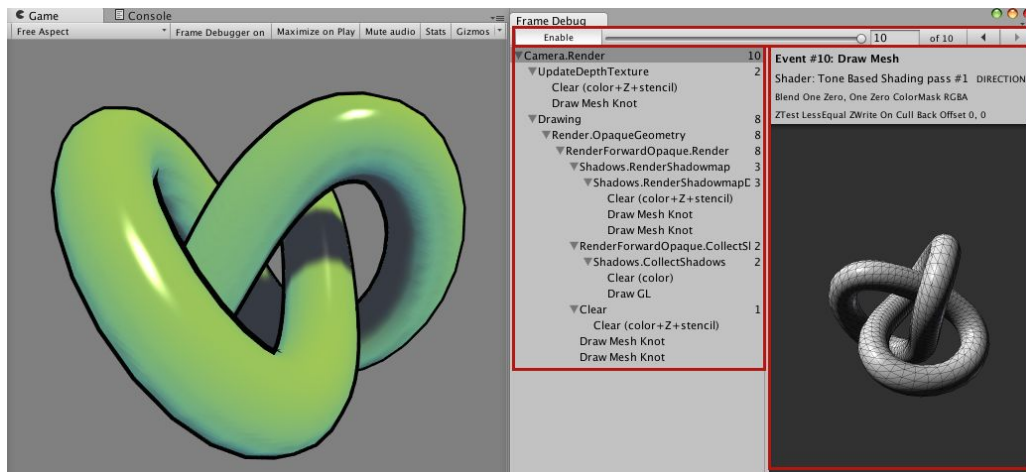 Game Console
Free Aspect Frame Debugger on Maximize on Play Mute audio Stats Gizmos
Frame Debug
Enable 10 of 10
Camera.Render 10
UpdateDepthTexture 2
Clear (color+Z+stencil)
Draw Mesh Knot
Drawing 8
Render.OpaqueGeometry 8
RenderForwardOpaque.Render 8
Shadows.RenderShadowmap 3
Shadows.RenderShadowmapD 3
Clear (color+Z+stencil)
Draw Mesh Knot
Draw Mesh Knot
RenderForwardOpaque.CollectSl 2
Shadows.CollectShadows 2
Clear (color)
Draw GL
Clear 1
Clear (color+Z+stencil)
Draw Mesh Knot
Draw Mesh Knot
Event #10: Draw Mesh
Shader: Tone Based Shading pass #1 DIRECTION
Blend One Zero, One Zero ColorMask RGBA
ZTest LessEqual ZWrite On Cull Back Offset 0, 0